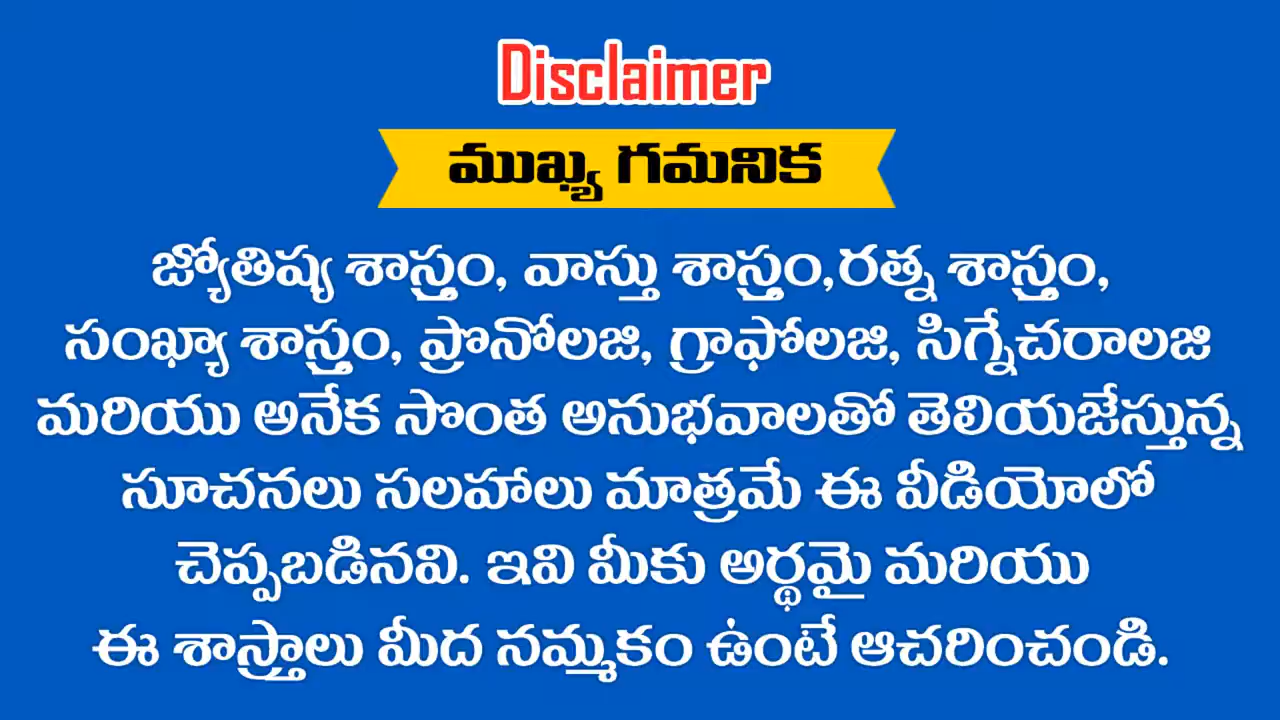 Disclaimer
ముఖ్య గమనిక
జ్యోతిష్య శాస్త్రం, వాస్తు శాస్త్రం,రత్న శాస్త్రం,
సంఖ్యా శాస్త్రం, ప్రొనోలజి, గ్రాఫోలజి, సిగ్నేచరాలజి
మరియు అనేక సొంత అనుభవాలతో తెలియజేస్తున్న
సూచనలు సలహాలు మాత్రమే ఈ వీడియోలో
చెప్పబడినవి. ఇవి మీకు అర్థమై మరియు
ఈ శాస్త్రాలు మీద నమ్మకం ఉంటే ఆచరించండి.